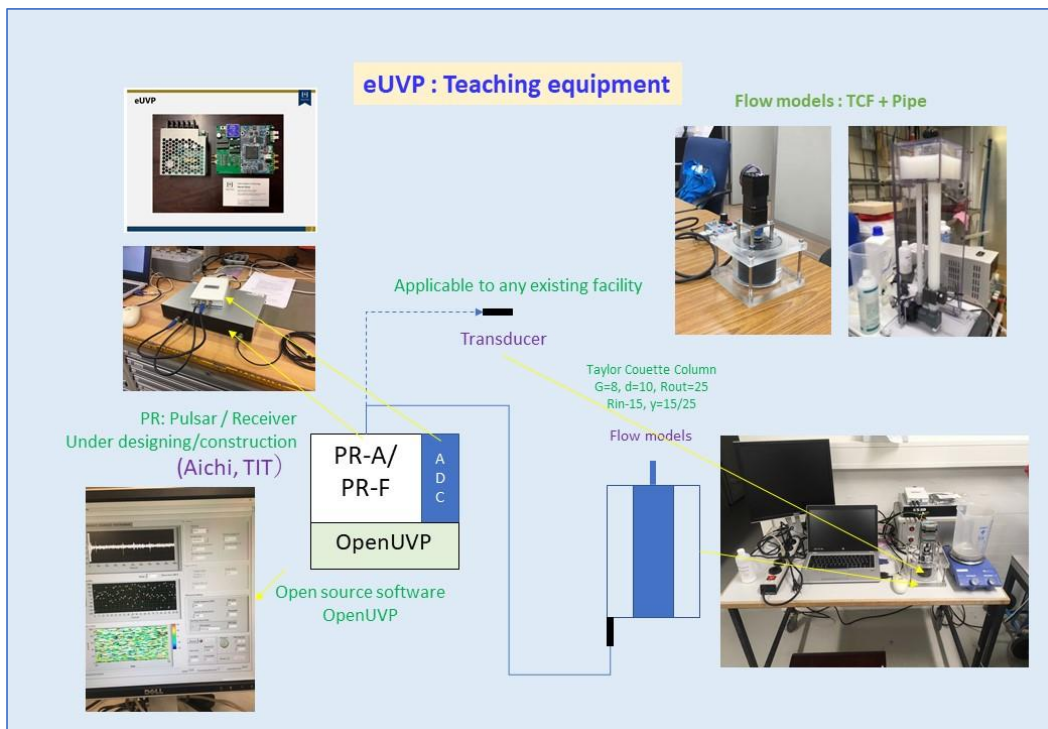 eUVP : Teaching equipment
eUVP
Flow models : TCF + Pipe
Applicable to any existing facility
Transducer
Taylor Couette Column
G=8, d=10, Rout=25
Rin-15, y=15/25
Flow models
PR: Pulsar / Receiver
Under designing/construction
(Aichi, TIT）
PR-A/
PR-F
A
D
C
OpenUVP
Open source software
OpenUVP
DELL